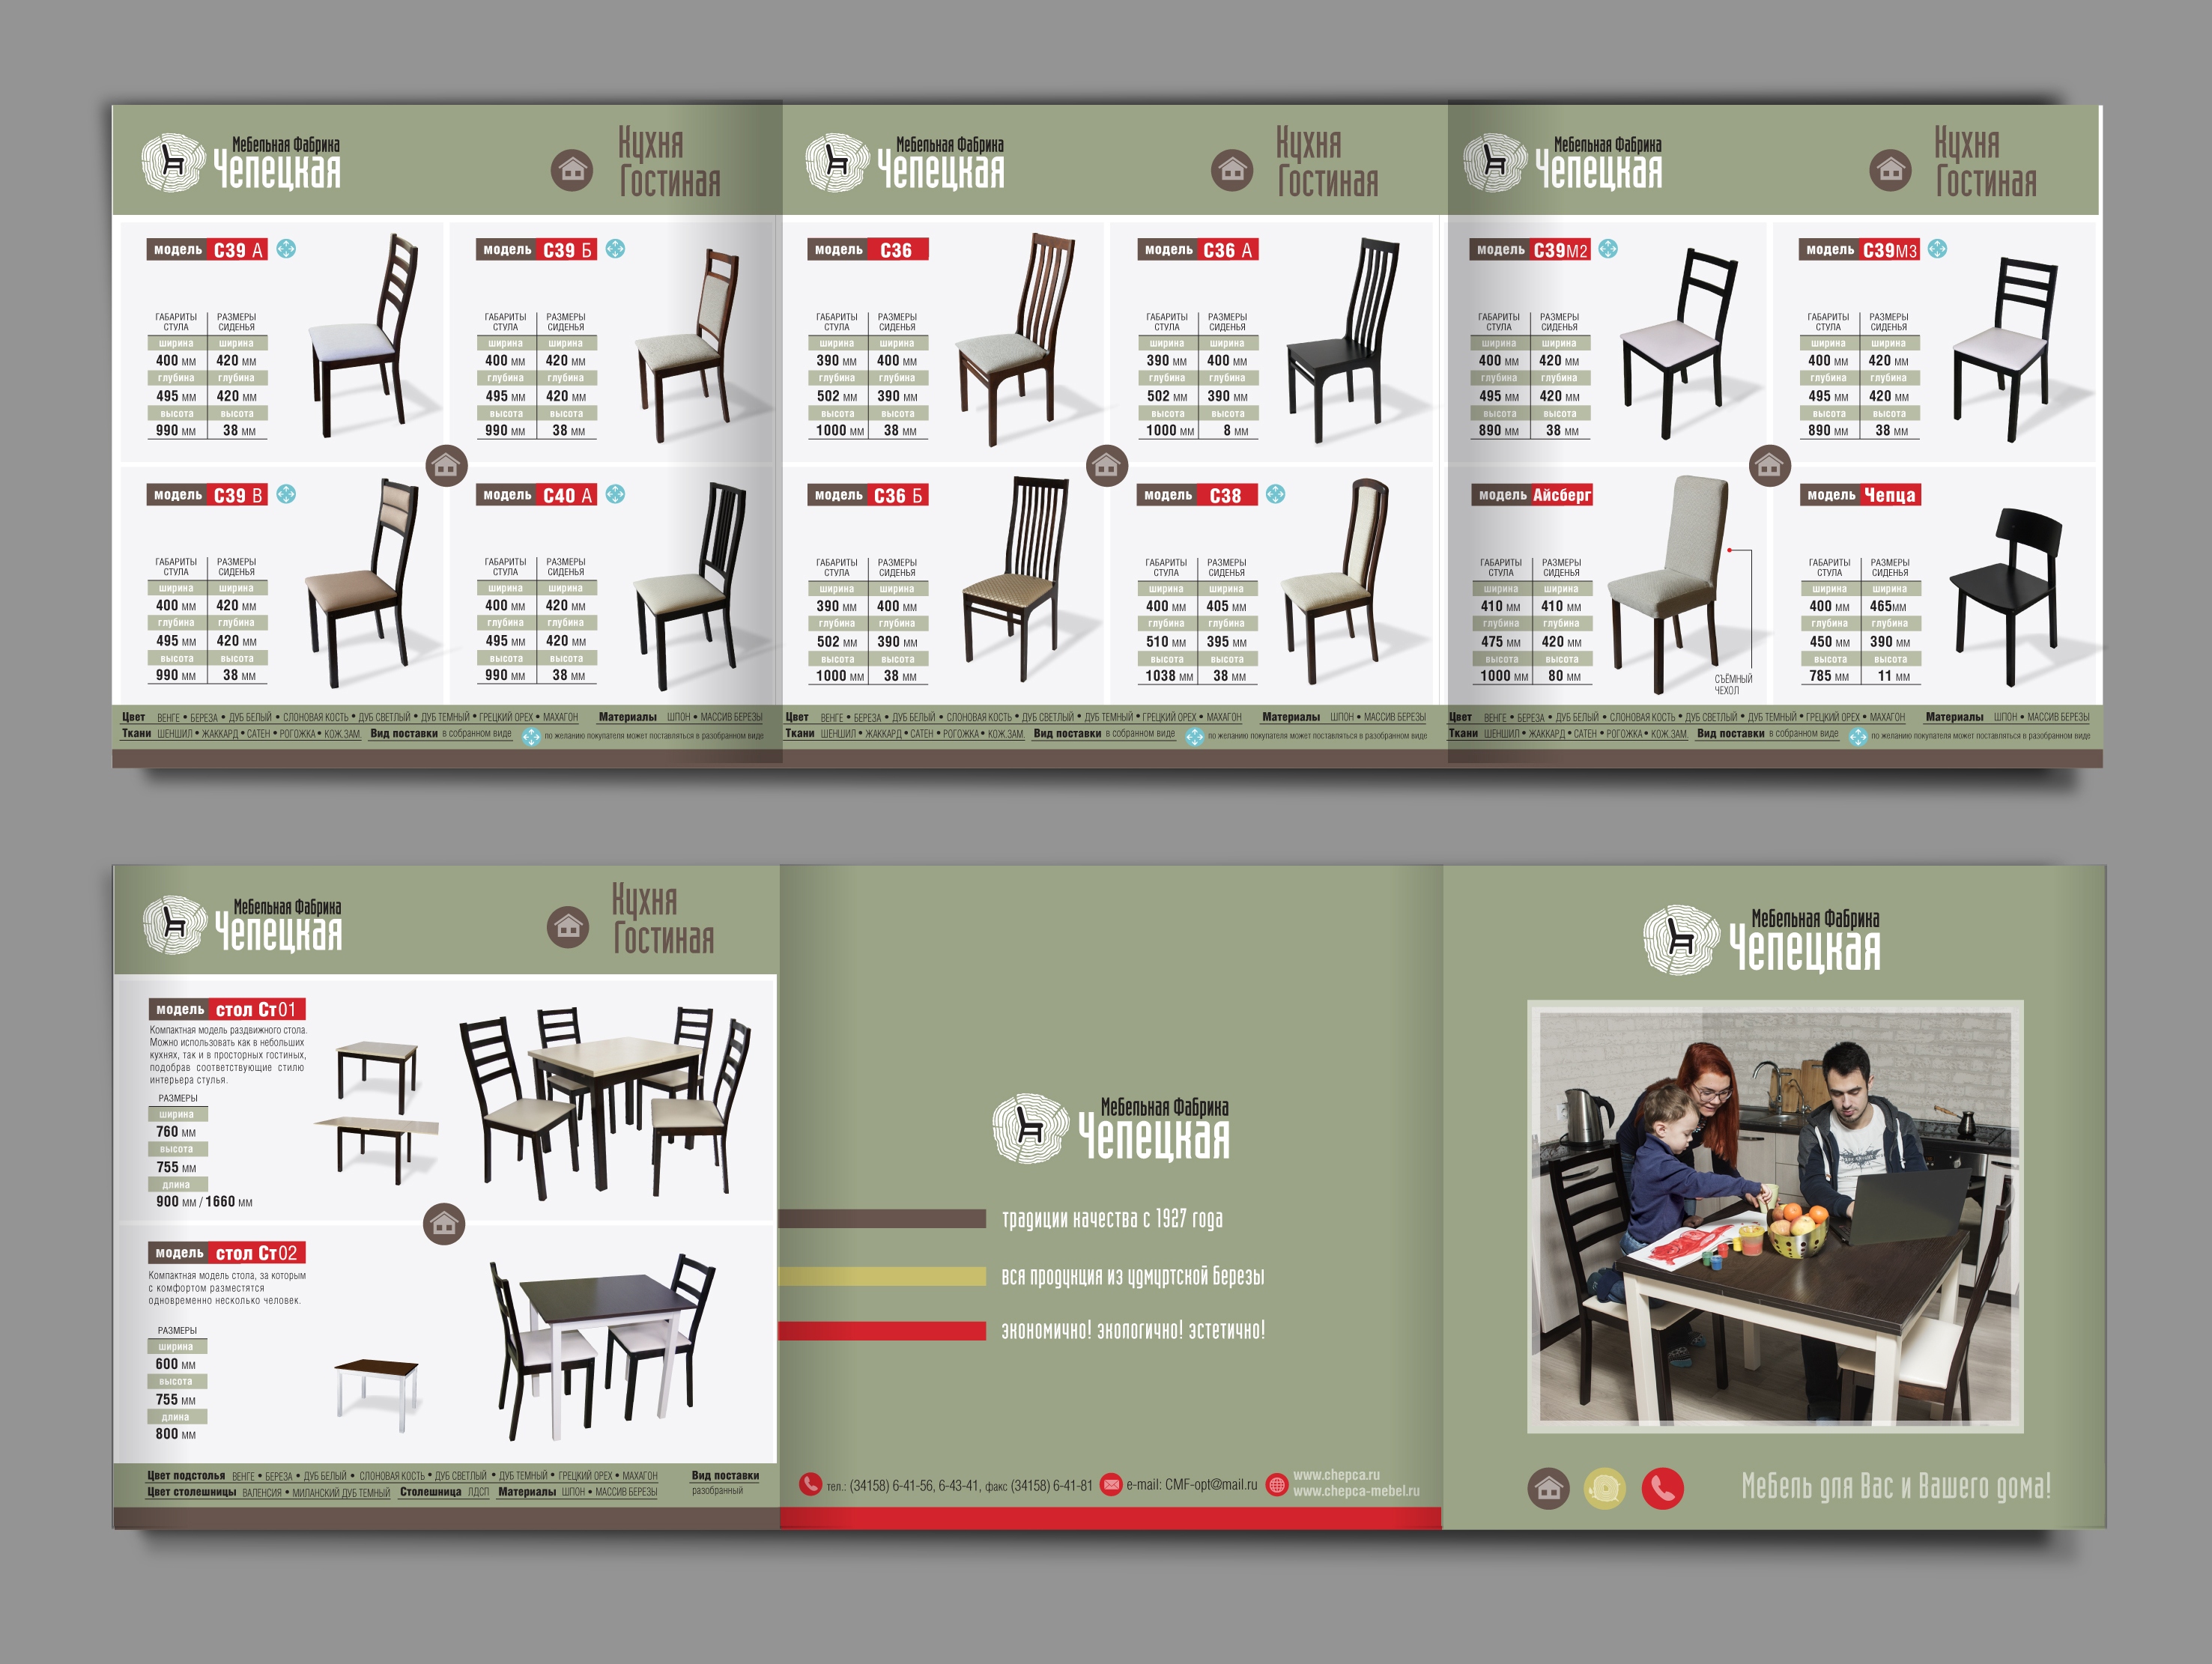 Мебельная Фабрика
Чепецкая
Кухня
Гостиная
модель С39 А
ГАБАРИТЫ СТУЛА РАЗМЕРЫ СИДЕНЬЯ
ширина ширина
400 мм 420 мм
глубина глубина
495 мм 420 мм
высота высота
990 мм 38 мм
модель С39 Б
ГАБАРИТЫ СТУЛА РАЗМЕРЫ СИДЕНЬЯ
ширина ширина
400 мм 420 мм
глубина глубина
495 мм 420 мм
высота высота
990 мм 38 мм
модель С39 В
ГАБАРИТЫ СТУЛА РАЗМЕРЫ СИДЕНЬЯ
ширина ширина
400 мм 420 мм
глубина глубина
495 мм 420 мм
высота высота
990 мм 38 мм
модель С40 А
ГАБАРИТЫ СТУЛА РАЗМЕРЫ СИДЕНЬЯ
ширина ширина
400 мм 420 мм
глубина глубина
495 мм 420 мм
высота высота
990 мм 38 мм
Цвет ВЕНГЕ • БЕРЕЗА • ДУБ БЕЛЫЙ • СЛОНОВАЯ КОСТЬ • ДУБ СВЕТЛЫЙ • ДУБ ТЕМНЫЙ • ГРЕЦКИЙ ОРЕХ • МАХАГОН Материалы ШПОН • МАССИВ БЕРЕЗЫ
Ткани ШЕНШИЛ • ЖАККАРД • САТЕН • РОГОЖКА • КОЖ.ЗАМ. Вид поставки в собранном виде по желанию покупателя может поставляться в разобранном виде
Мебельная Фабрика
Чепецкая
Кухня
Гостиная
модель С36
ГАБАРИТЫ СТУЛА РАЗМЕРЫ СИДЕНЬЯ
ширина ширина
390 мм 400 мм
глубина глубина
502 мм 390 мм
высота высота
1000 мм 38 мм
модель С36 А
ГАБАРИТЫ СТУЛА РАЗМЕРЫ СИДЕНЬЯ
ширина ширина
390 мм 400 мм
глубина глубина
502 мм 390 мм
высота высота
1000 мм 8 мм
модель С36 Б
ГАБАРИТЫ СТУЛА РАЗМЕРЫ СИДЕНЬЯ
ширина ширина
390 мм 400 мм
глубина глубина
502 мм 390 мм
высота высота
1000 мм 38 мм
модель С38
ГАБАРИТЫ СТУЛА РАЗМЕРЫ СИДЕНЬЯ
ширина ширина
400 мм 405 мм
глубина глубина
510 мм 395 мм
высота высота
1038 мм 38 мм
Цвет ВЕНГЕ • БЕРЕЗА • ДУБ БЕЛЫЙ • СЛОНОВАЯ КОСТЬ • ДУБ СВЕТЛЫЙ • ДУБ ТЕМНЫЙ • ГРЕЦКИЙ ОРЕХ • МАХАГОН Материалы ШПОН • МАССИВ БЕРЕЗЫ
Ткани ШЕНШИЛ • ЖАККАРД • САТЕН • РОГОЖКА • КОЖ.ЗАМ. Вид поставки в собранном виде по желанию покупателя может поставляться в разобранном виде
Мебельная Фабрика
Чепецкая
Кухня
Гостиная
модель С39М2
ГАБАРИТЫ СТУЛА РАЗМЕРЫ СИДЕНЬЯ
ширина ширина
400 мм 420 мм
глубина глубина
495 мм 420 мм
высота высота
890 мм 38 мм
модель С39М3
ГАБАРИТЫ СТУЛА РАЗМЕРЫ СИДЕНЬЯ
ширина ширина
400 мм 420 мм
глубина глубина
495 мм 420 мм
высота высота
890 мм 38 мм
модель Айсберг
ГАБАРИТЫ СТУЛА РАЗМЕРЫ СИДЕНЬЯ
ширина ширина
410 мм 410 мм
глубина глубина
475 мм 420 мм
высота высота
1000 мм 80 мм
СЪЁМНЫЙ
ЧЕХОЛ
модель Чепца
ГАБАРИТЫ СТУЛА РАЗМЕРЫ СИДЕНЬЯ
ширина ширина
400 мм 465мм
глубина глубина
450 мм 390 мм
высота высота
785 мм 11 мм
Цвет ВЕНГЕ • БЕРЕЗА • ДУБ БЕЛЫЙ • СЛОНОВАЯ КОСТЬ • ДУБ СВЕТЛЫЙ • ДУБ ТЕМНЫЙ • ГРЕЦКИЙ ОРЕХ • МАХАГОН Материалы ШПОН • МАССИВ БЕРЕЗЫ
Ткани ШЕНШИЛ • ЖАККАРД • САТЕН • РОГОЖКА • КОЖ.ЗАМ. Вид поставки в собранном виде по желанию покупателя может поставляться в разобранном виде
Мебельная Фабрика
Чепецкая
Кухня
Гостиная
модель стол Ст01
Компактная модель раздвижного стола.
Можно использовать как в небольших
кухнях, так и в просторных гостиных,
подобрав соответствующие стилю
интерьера стулья.
РАЗМЕРЫ
ширина
760 мм
высота
755 мм
длина
900 мм / 1660 мм
модель стол Ст02
Компактная модель стола, за которым
с комфортом разместятся
одновременно несколько человек.
РАЗМЕРЫ
ширина
600 мм
высота
755 мм
длина
800 мм
Цвет подстолья ВЕНГЕ • БЕРЕЗА • ДУБ БЕЛЫЙ • СЛОНОВАЯ КОСТЬ • ДУБ СВЕТЛЫЙ • ДУБ ТЕМНЫЙ • ГРЕЦКИЙ ОРЕХ • МАХАГОН Вид поставки
Цвет столешницы ВАЛЕНСИЯ • МИЛАНСКИЙ ДУБ ТЕМНЫЙ Столешница ЛДСП Материалы ШПОН • МАССИВ БЕРЕЗЫ разобранный
Мебельная Фабрика
Чепецкая
традиции качества с 1927 года
вся продукция из удмуртской березы
экономично! экологично! эстетично!
тел.: (34158) 6-41-56, 6-43-41, факс (34158) 6-41-81 e-mail: CMF-opt@mail.ru
www.chepca.ru
www.chepca-mebel.ru
Мебельная Фабрика
Чепецкая
Мебель для Вас и Вашего дома!